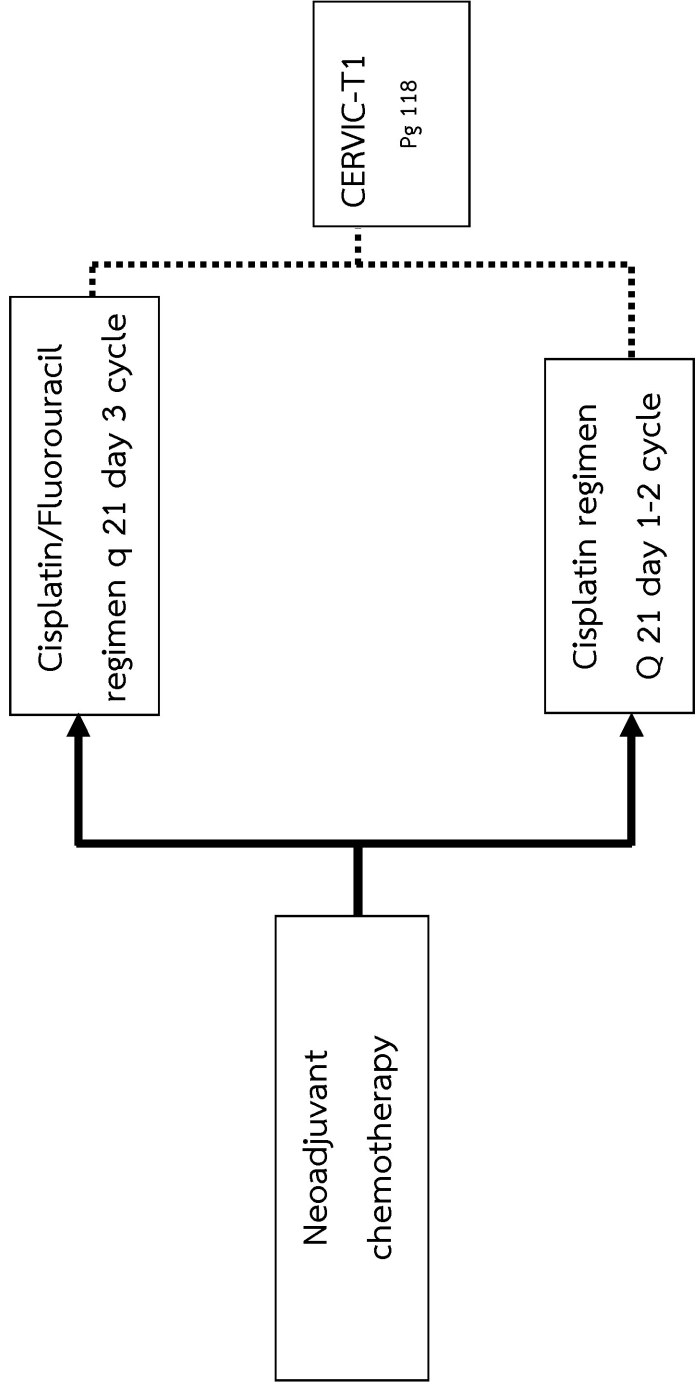 Neoadjuvant
chemotherapy
Cisplatin/Fluorouracil
regimen q 21 day 3 cycle
Cisplatin regimen
Q 21 day 1-2 cycle
CERVIC-T1
Pg 118